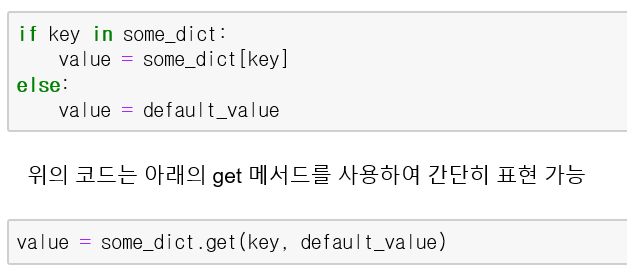 if key in some_dict:
    value = some_dict[key]
else:
    value = default_value
위의 코드는 아래의 get 메서드를 사용하여 간단히 표현 가능
value = some_dict.get(key, default_value)